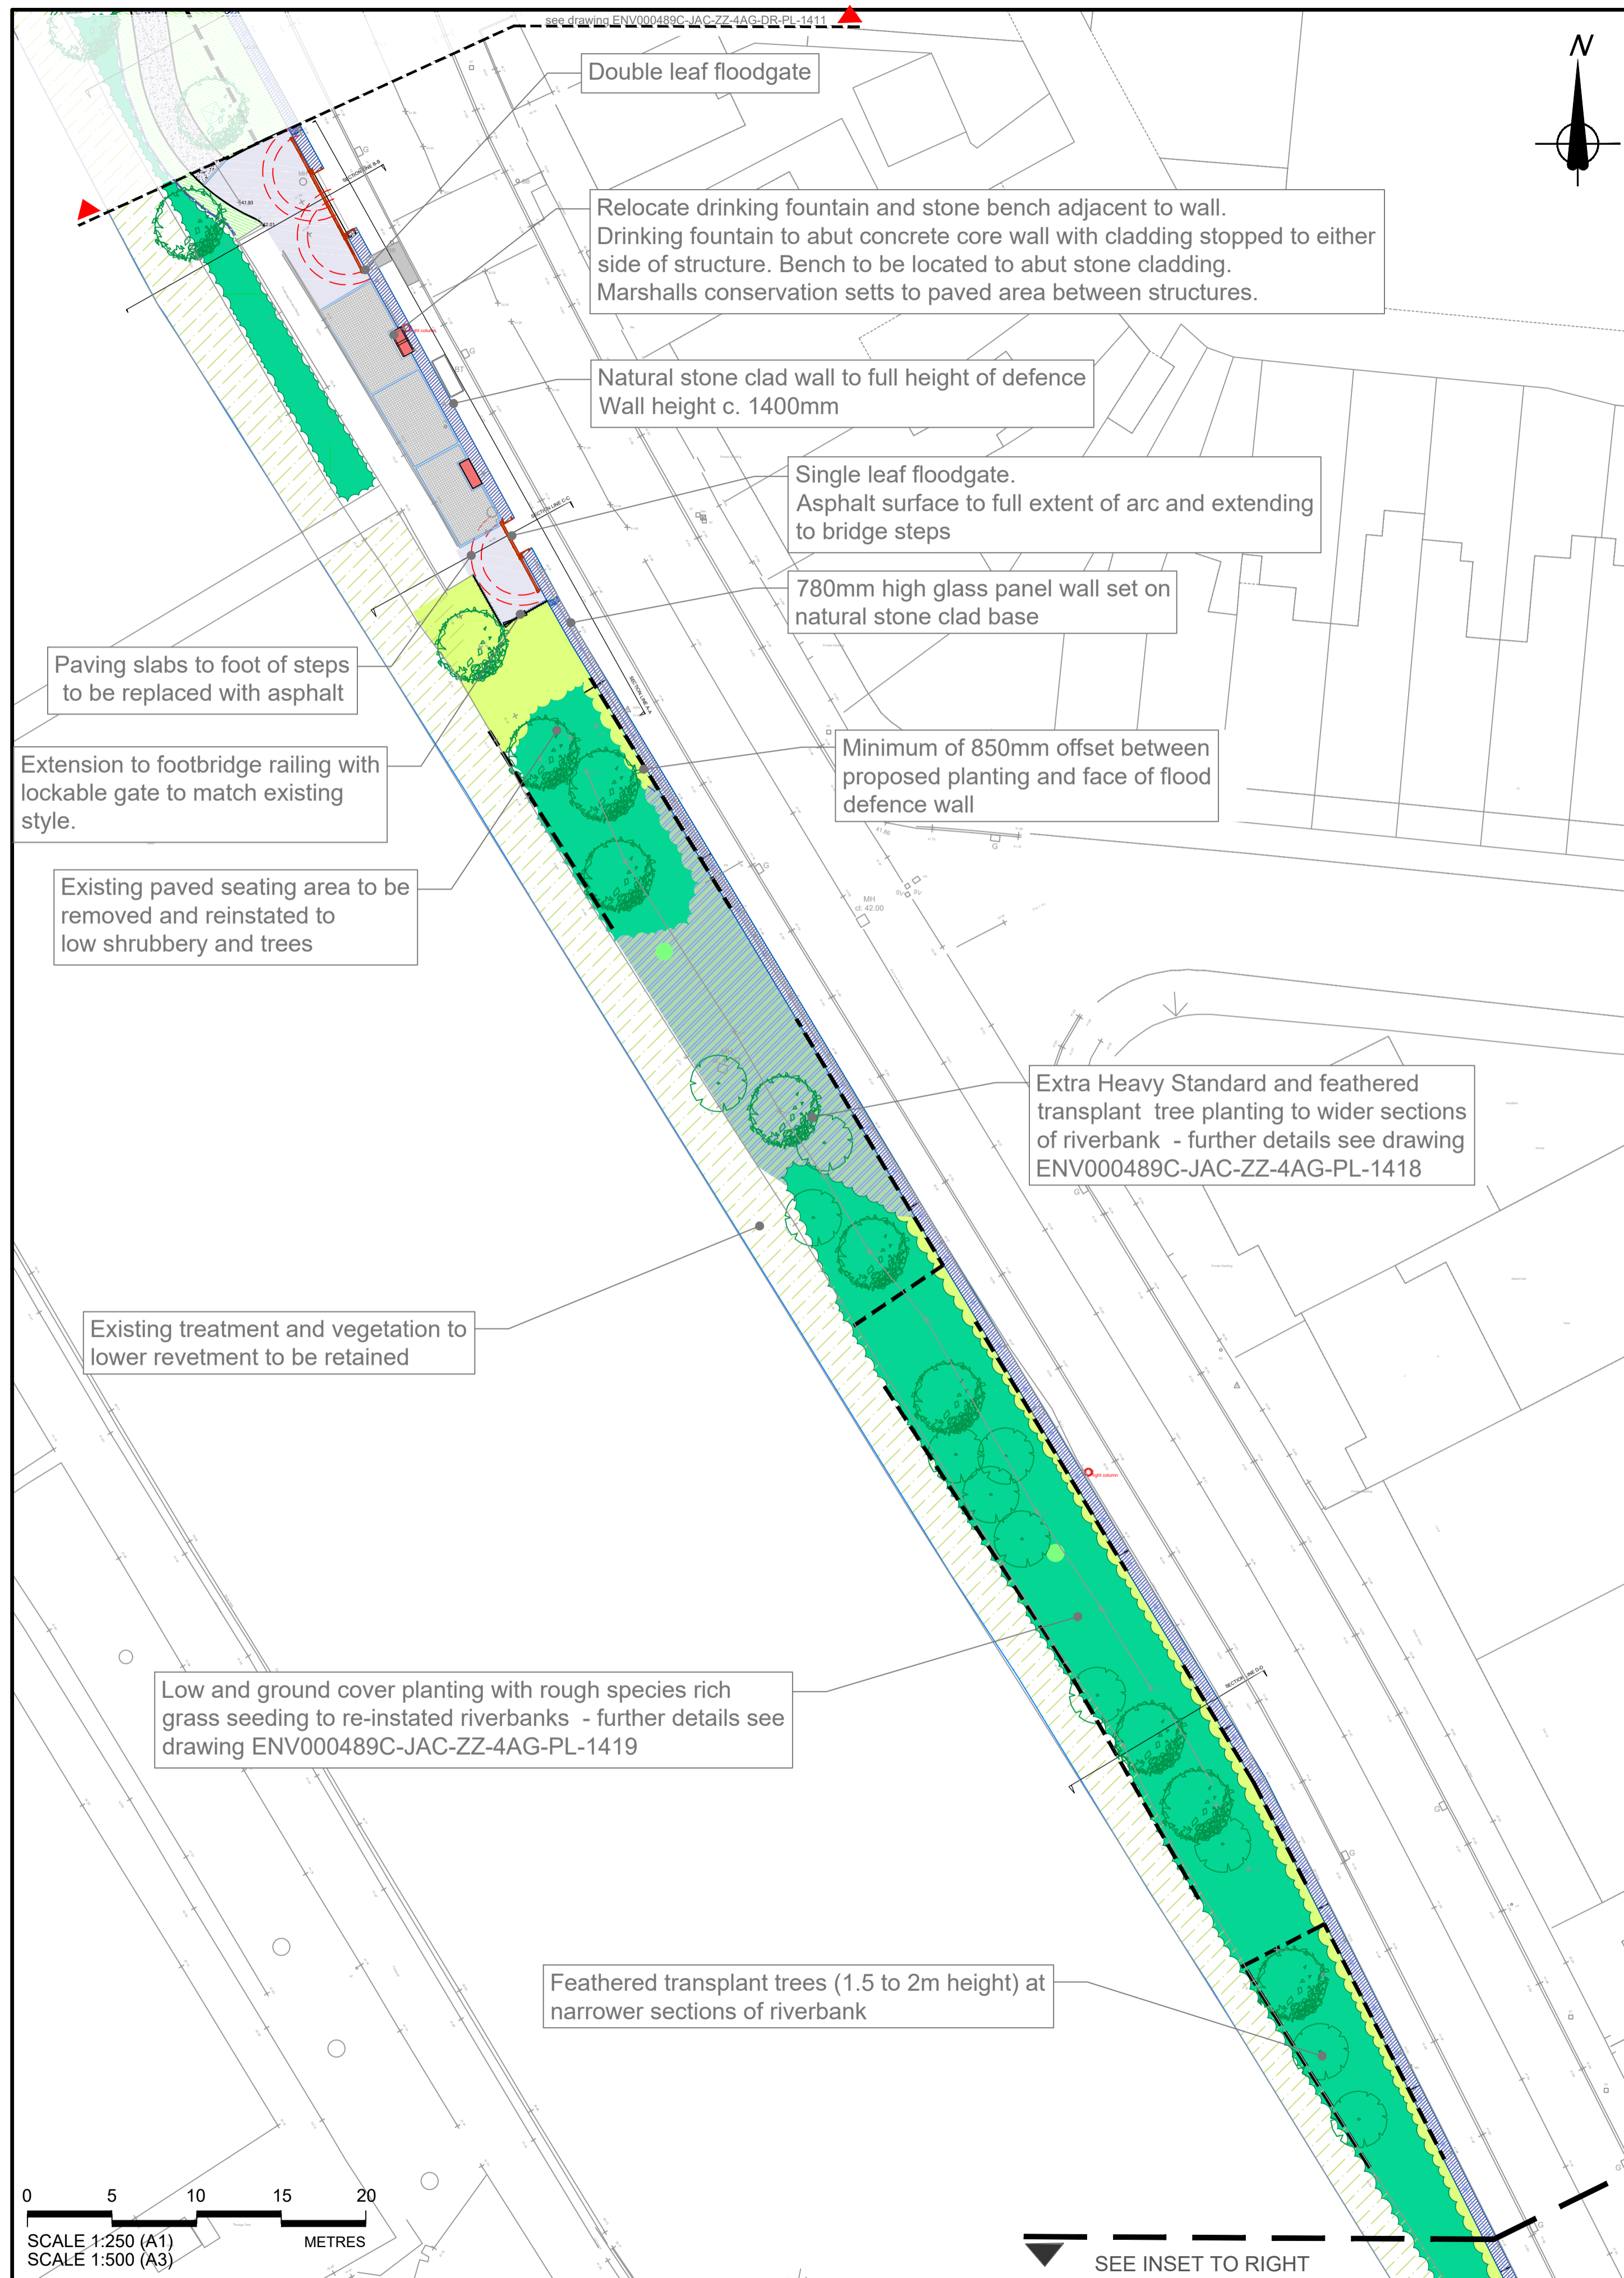 see drawing ENV000489C-JAC-ZZ-4AG-DR-PL-1411
N
Double leaf floodgate
SECTION LINE B-B
Relocate drinking fountain and stone bench adjacent to wall.
Drinking fountain to abut concrete core wall with cladding stopped to either
side of structure. Bench to be located to abut stone cladding.
Marshalls conservation setts to paved area between structures.
Natural stone clad wall to full height of defence
Wall height c. 1400mm
Single leaf floodgate.
Asphalt surface to full extent of arc and extending
to bridge steps
SECTION LINE C-C
780mm high glass panel wall set on
natural stone clad base
Paving slabs to foot of steps
to be replaced with asphalt
SECTION LINE A-A
Minimum of 850mm offset between
proposed planting and face of flood
defence wall
Extension to footbridge railing with
lockable gate to match existing
style.
Existing paved seating area to be
removed and reinstated to
low shrubbery and trees
MH
cl: 42.00
G
BT
Extra Heavy Standard and feathered
transplant tree planting to wider sections
of riverbank - further details see drawing
ENV000489C-JAC-ZZ-4AG-PL-1418
Existing treatment and vegetation to
lower revetment to be retained
light column
SECTION LINE D-D
Low and ground cover planting with rough species rich
grass seeding to re-instated riverbanks - further details see
drawing ENV000489C-JAC-ZZ-4AG-PL-1419
Feathered transplant trees (1.5 to 2m height) at
narrower sections of riverbank
0 5 10 15 20
SCALE 1:250 (A1) METRES
SCALE 1:500 (A3)
SEE INSET TO RIGHT